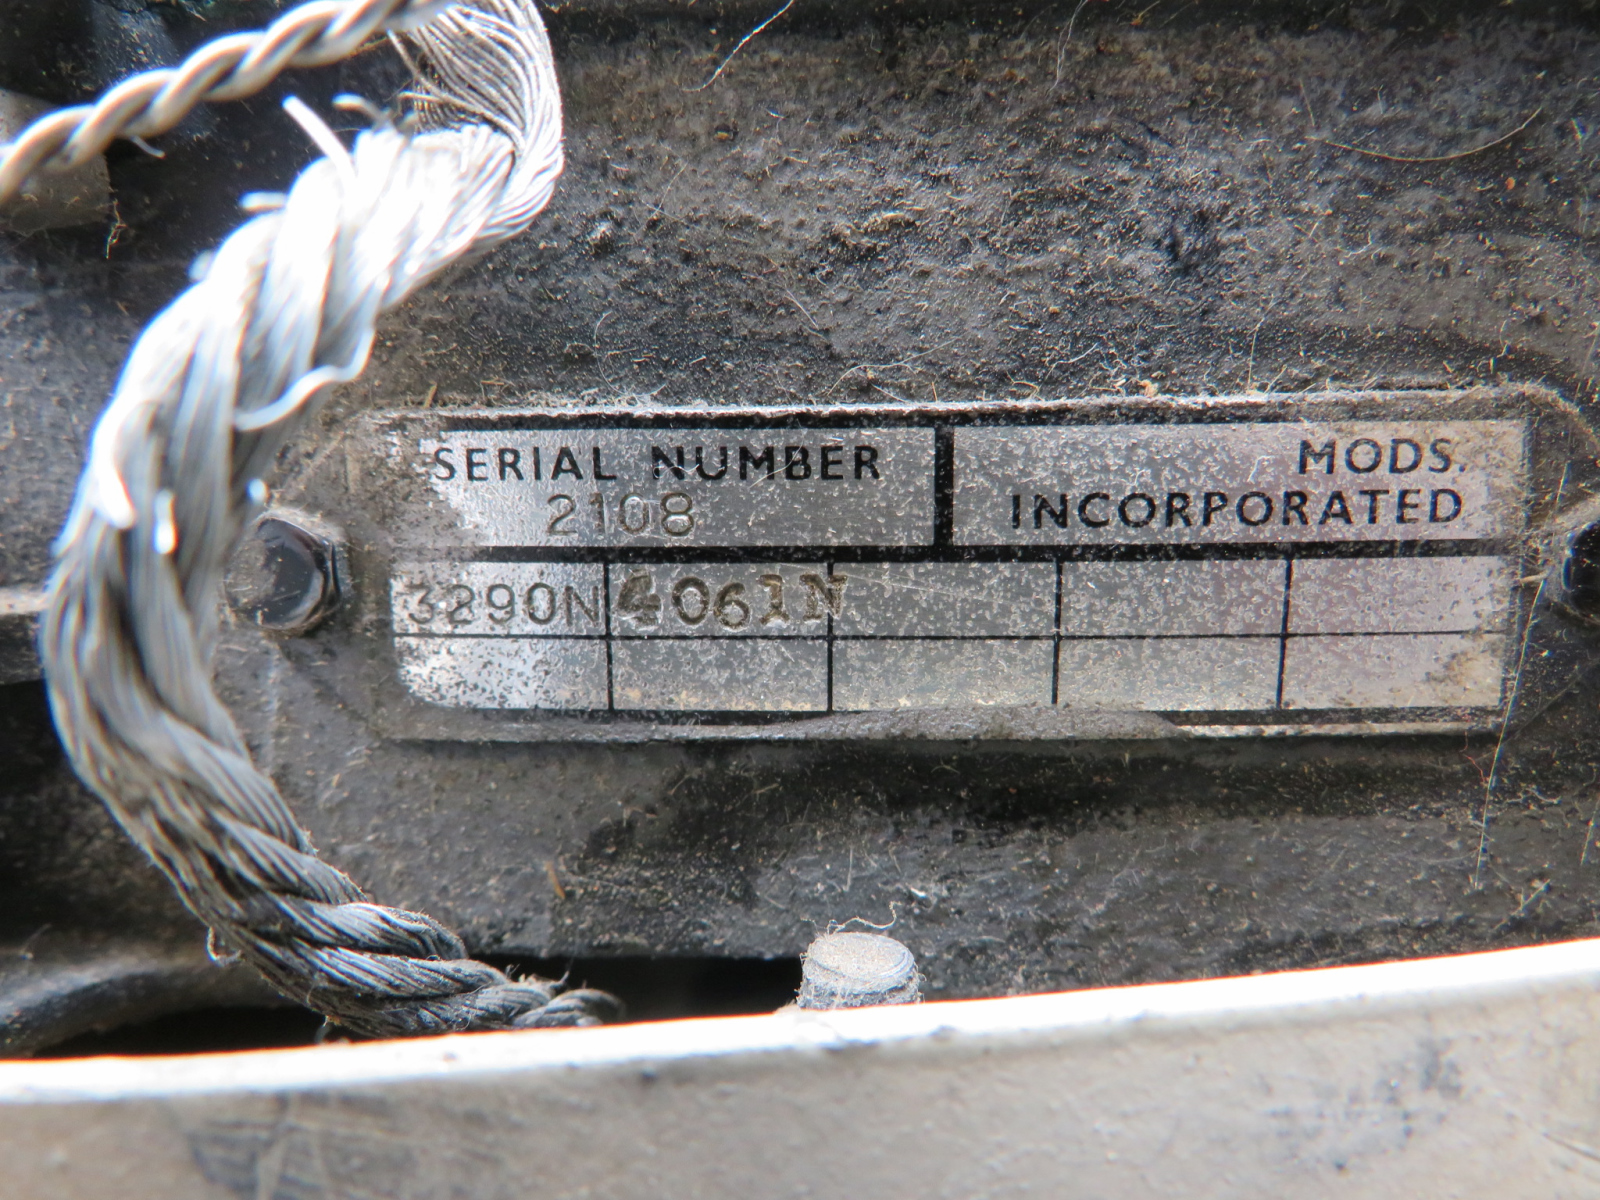 SERIAL NUMBER
2108
MODS.
INCORPORATED
3290N 4061N